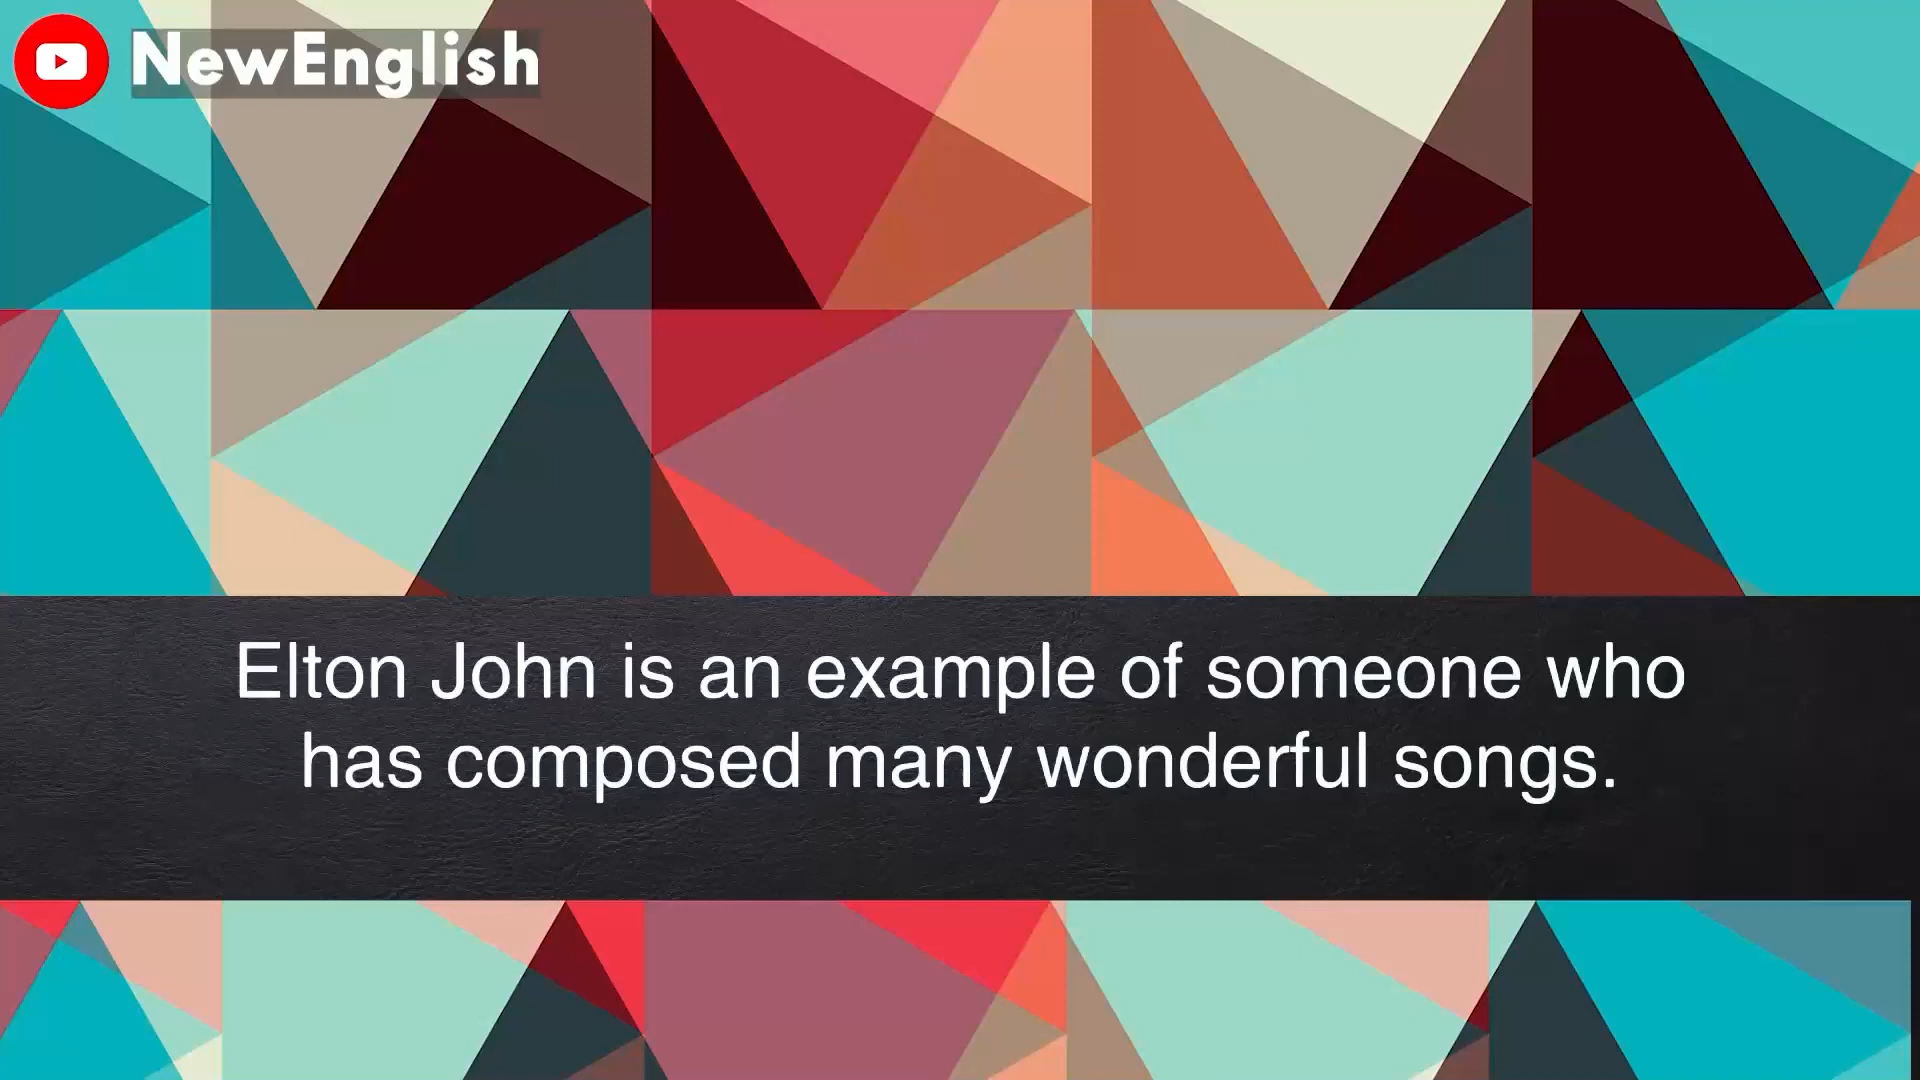 NewEnglish
Elton John is an example of someone who
has composed many wonderful songs.